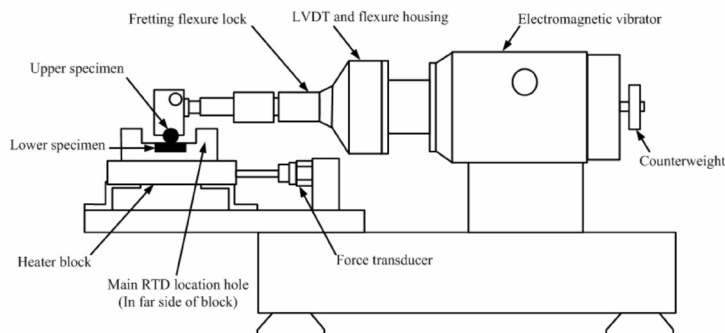 LVDT and flexure housing
Electromagnetic vibrator
Fretting flexure lock
Upper specimen
Lower specimen
Counterweight
Heater block
Main RTD location hole
(In far side of block)
Force transducer